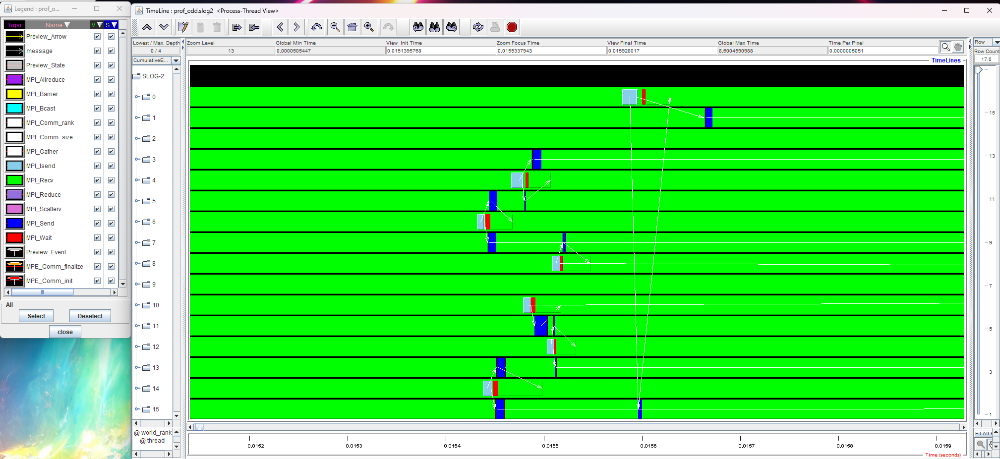 Legend : prof_o...
Topo Name V S
Preview_Arrow
message
Preview_State
MPI_Allreduce
MPI_Barrier
MPI_Bcast
MPI_Comm_rank
MPI_Comm_size
MPI_Gather
MPI_Isend
MPI_Recv
MPI_Reduce
MPI_Scatterv
MPI_Send
MPI_Wait
Preview_Event
MPE_Comm_finalize
MPE_Comm_init
All
Select Deselect
close
TimeLine : prof_odd.slog2 <Process-Thread View>
Lowest / Max. Depth Zoom Level Global Min Time View Init Time Zoom Focus Time View Final Time Global Max Time Time Per Pixel
0 / 4 13 0,0000505447 0,0151395768 0,0155337943 0,015928017 8,6004590988 0,0000005051
CumulativeE...
TimeLines
SLOG-2
0
1
2
3
4
5
6
7
8
9
10
11
12
13
14
15
@ world_rank
@ thread
0,0152 0,0153 0,0154 0,0155 0,0156 0,0157 0,0158 0,0159
Time (seconds)
Row
Row Count
17,0
15
13
11
9
7
5
3
1
Fit All